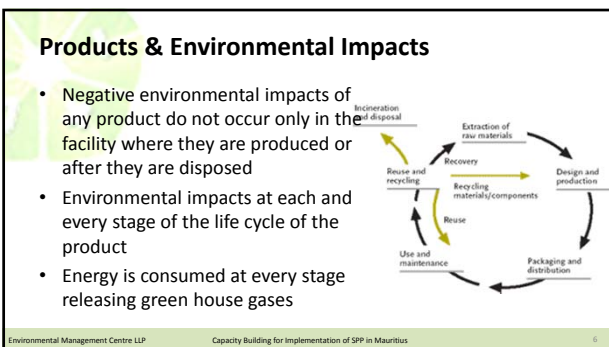 Products & Environmental Impacts
• Negative environmental impacts of
any product do not occur only in the
facility where they are produced or
after they are disposed
• Environmental impacts at each and
every stage of the life cycle of the
product
• Energy is consumed at every stage
releasing green house gases
Incineration
and disposal
Extraction of
raw materials
Recovery
Reuse and
recycling
Recycling
materials/components
Design and
production
Reuse
Use and
maintenance
Packaging and
distribution
Environmental Management Centre LLP
Capacity Building for Implementation of SPP in Mauritius
6